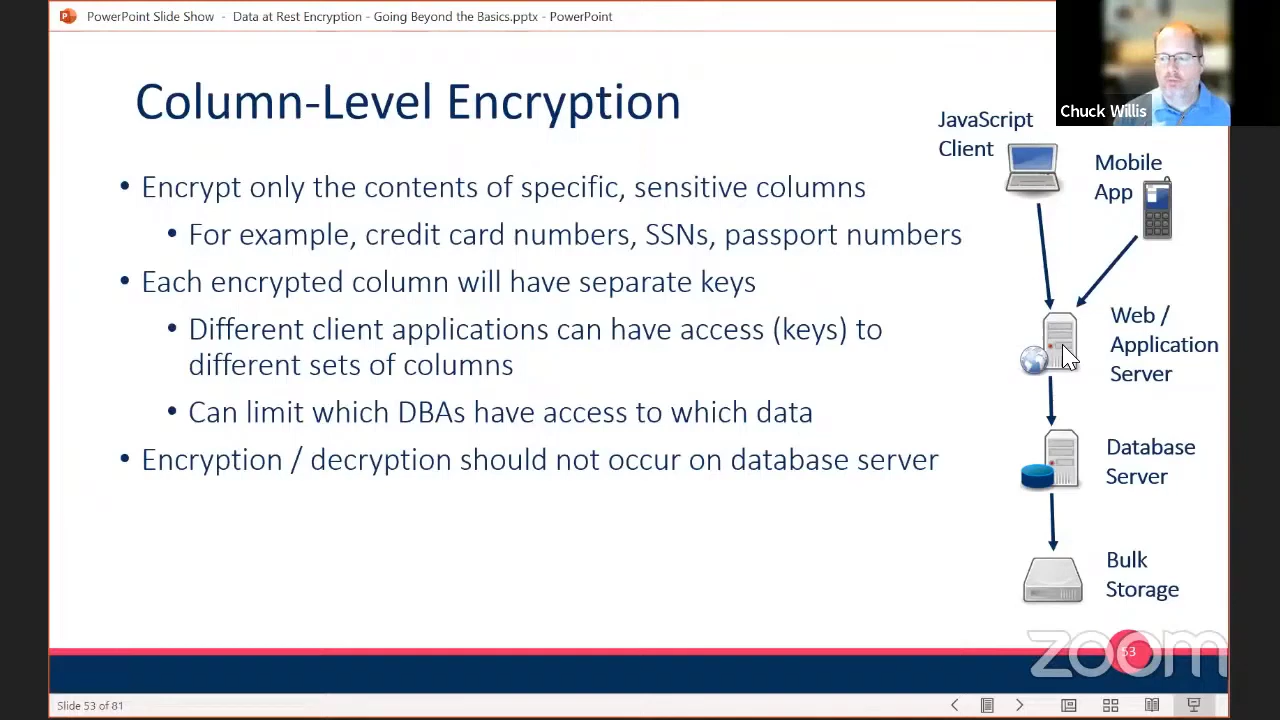 PowerPoint Slide Show - Data at Rest Encryption - Going Beyond the Basics.pptx - PowerPoint
Chuck Willis
Column-Level Encryption
• Encrypt only the contents of specific, sensitive columns
• For example, credit card numbers, SSNs, passport numbers
• Each encrypted column will have separate keys
• Different client applications can have access (keys) to
different sets of columns
• Can limit which DBAs have access to which data
• Encryption / decryption should not occur on database server
JavaScript
Client
Mobile
App
Web /
Application
Server
Database
Server
Bulk
Storage
zoom
53
Slide 53 of 81